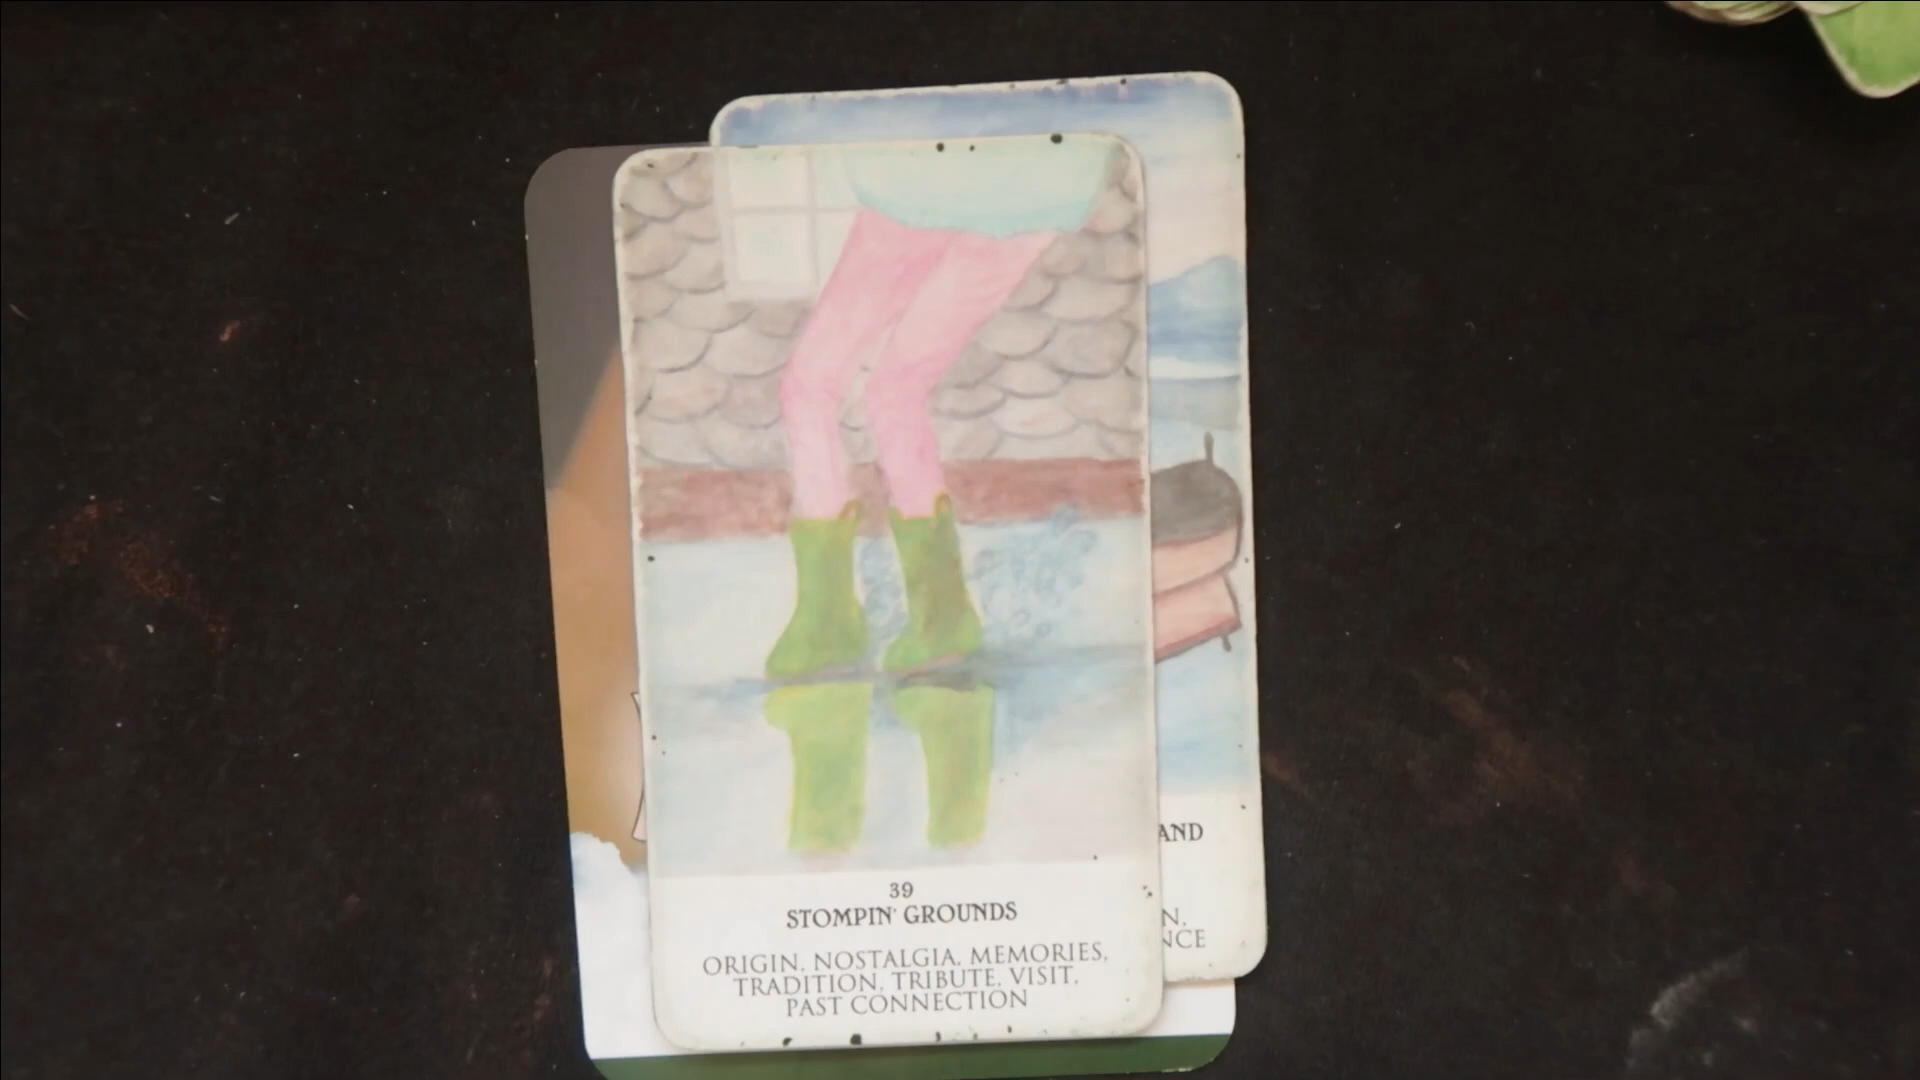 39
STOMPIN' GROUNDS
ORIGIN, NOSTALGIA, MEMORIES,
TRADITION, TRIBUTE, VISIT,
PAST CONNECTION
AND
N,
NCE